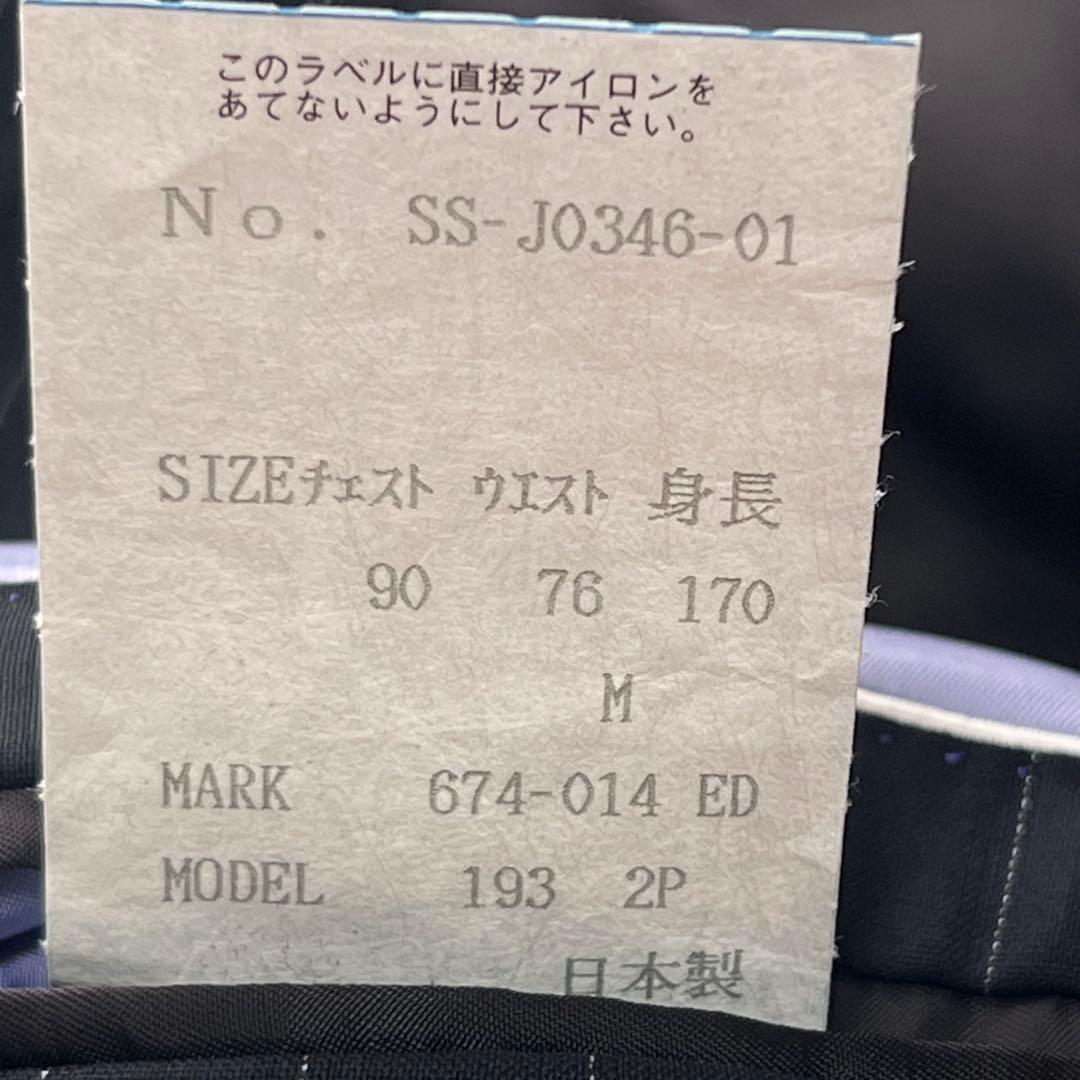 このラベルに直接アイロンを
あてないようにして下さい。
No. SS-J0346-01
SIZEチェスト ウエスト 身長
90 76 170
M
MARK 674-014 ED
MODEL 193 2P
日本製